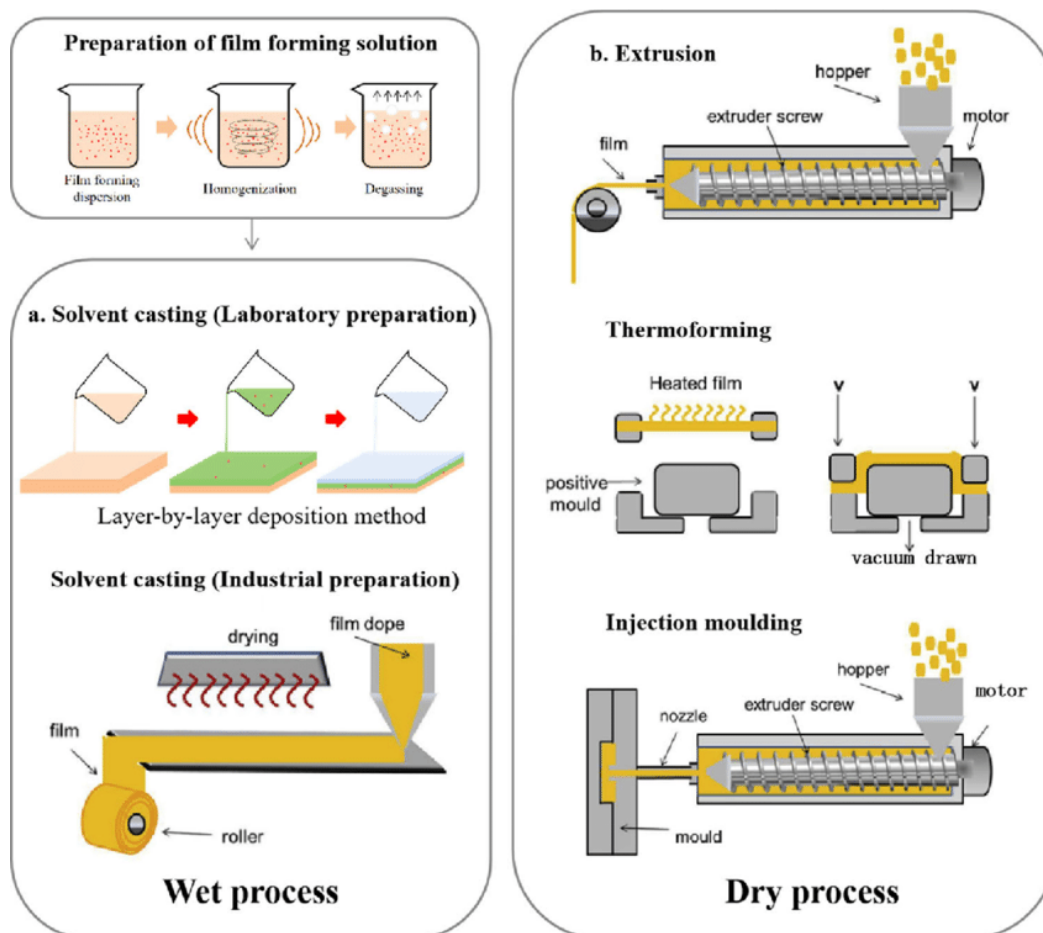 Preparation of film forming solution
Film forming
dispersion
Homogenization
Degassing
a. Solvent casting (Laboratory preparation)
Layer-by-layer deposition method
Solvent casting (Industrial preparation)
drying
film dope
film
roller
Wet process
b. Extrusion
hopper
motor
extruder screw
film
Thermoforming
Heated film
positive
mould
v
v
vacuum drawn
Injection moulding
hopper
motor
extruder screw
nozzle
mould
Dry process